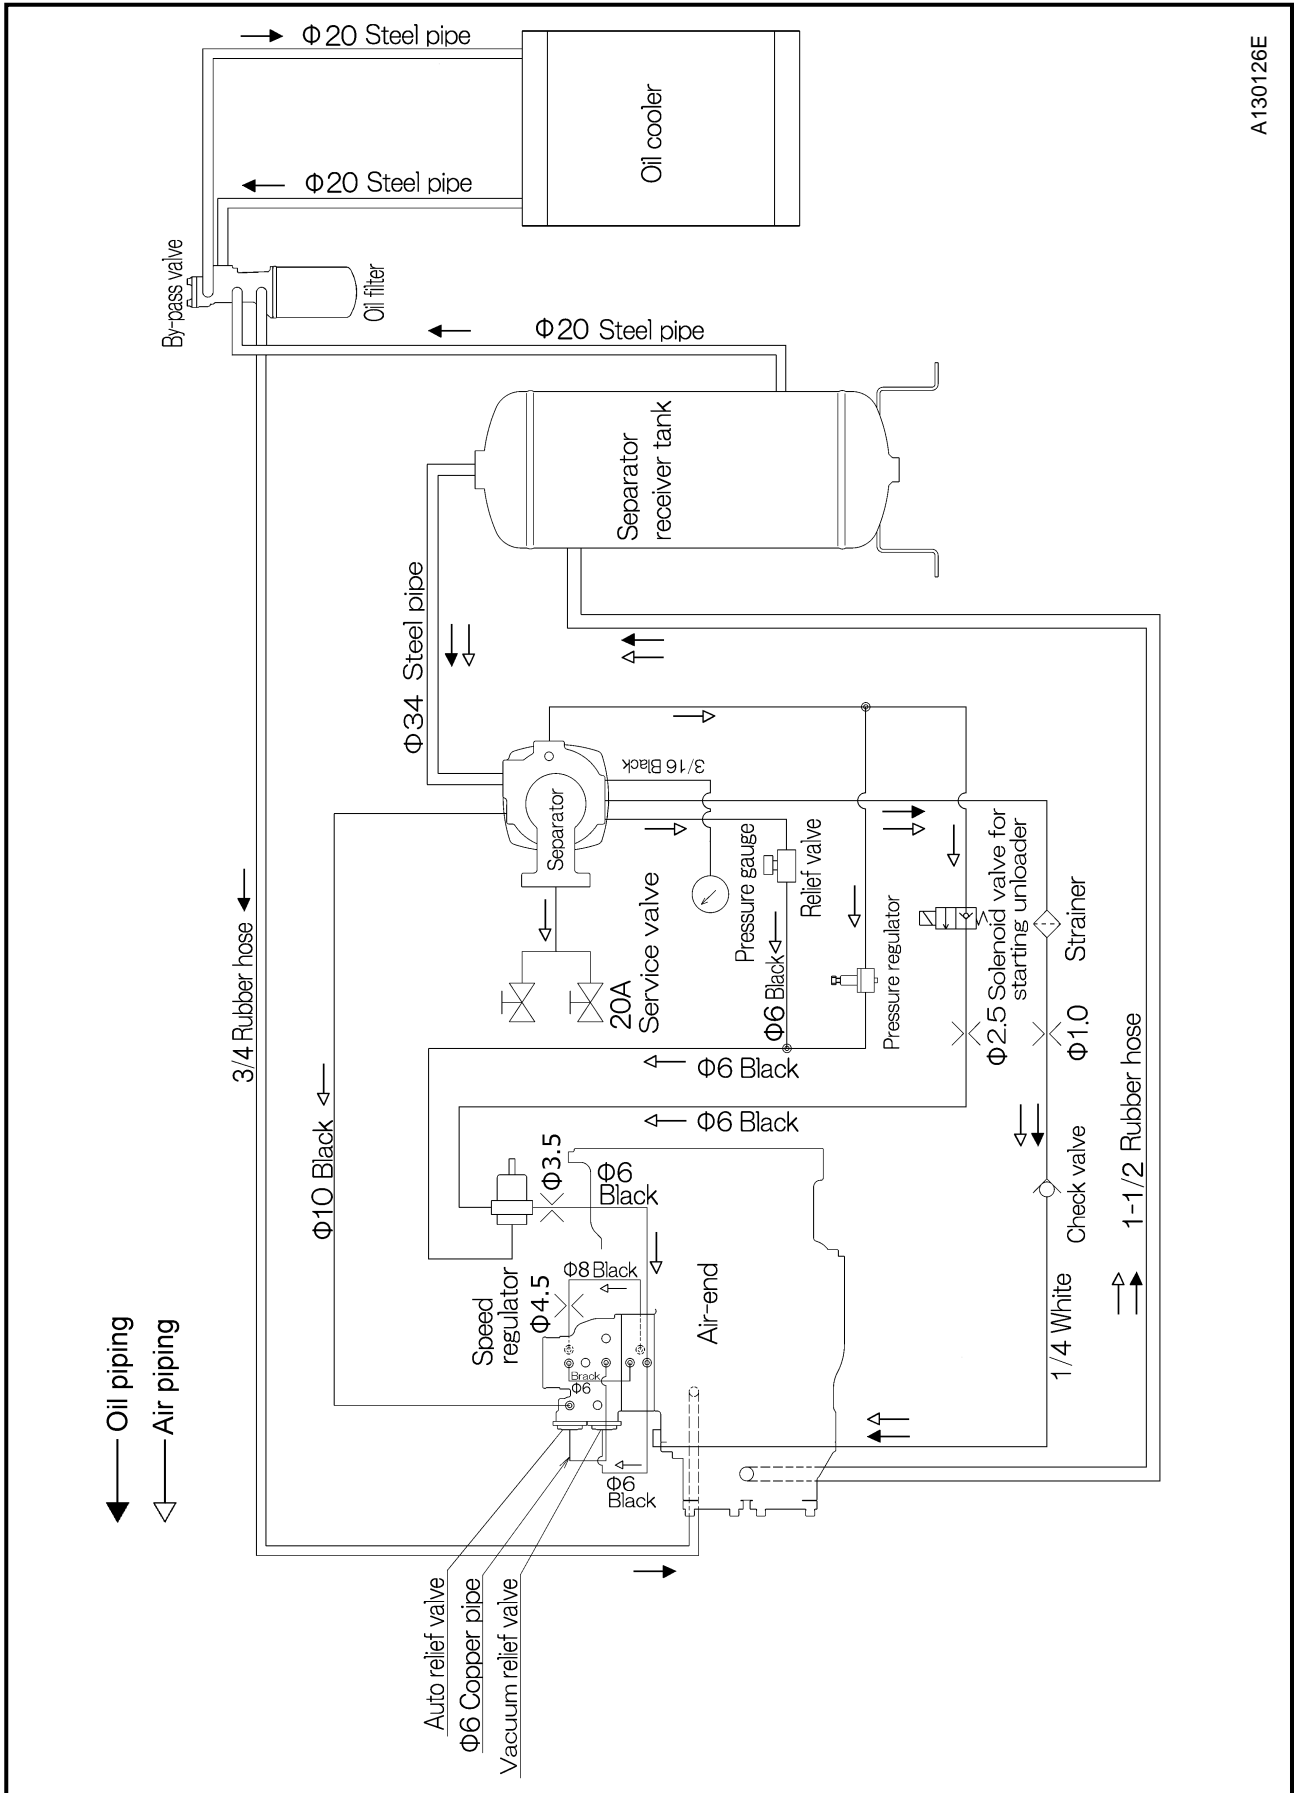 A130126E
Φ20 Steel pipe
Oil cooler
Φ20 Steel pipe
By-pass valve
Oil filter
Φ20 Steel pipe
Separator
receiver tank
Φ34 Steel pipe
3/16 Black
Separator
Pressure gauge
Relief valve
3/4 Rubber hose
20A
Service valve
Φ6 Black
Pressure regulator
Φ2.5 Solenoid valve for
starting unloader
Strainer
Φ1.0
Φ6 Black
Φ6 Black
Φ10 Black
Φ3.5
Φ6
Black
Check valve
1-1/2 Rubber hose
Speed
regulator
Φ4.5
Φ8 Black
Air-end
1/4 White
Brack
Φ6
Φ6
Black
Oil piping
Air piping
Auto relief valve
Φ6 Copper pipe
Vacuum relief valve